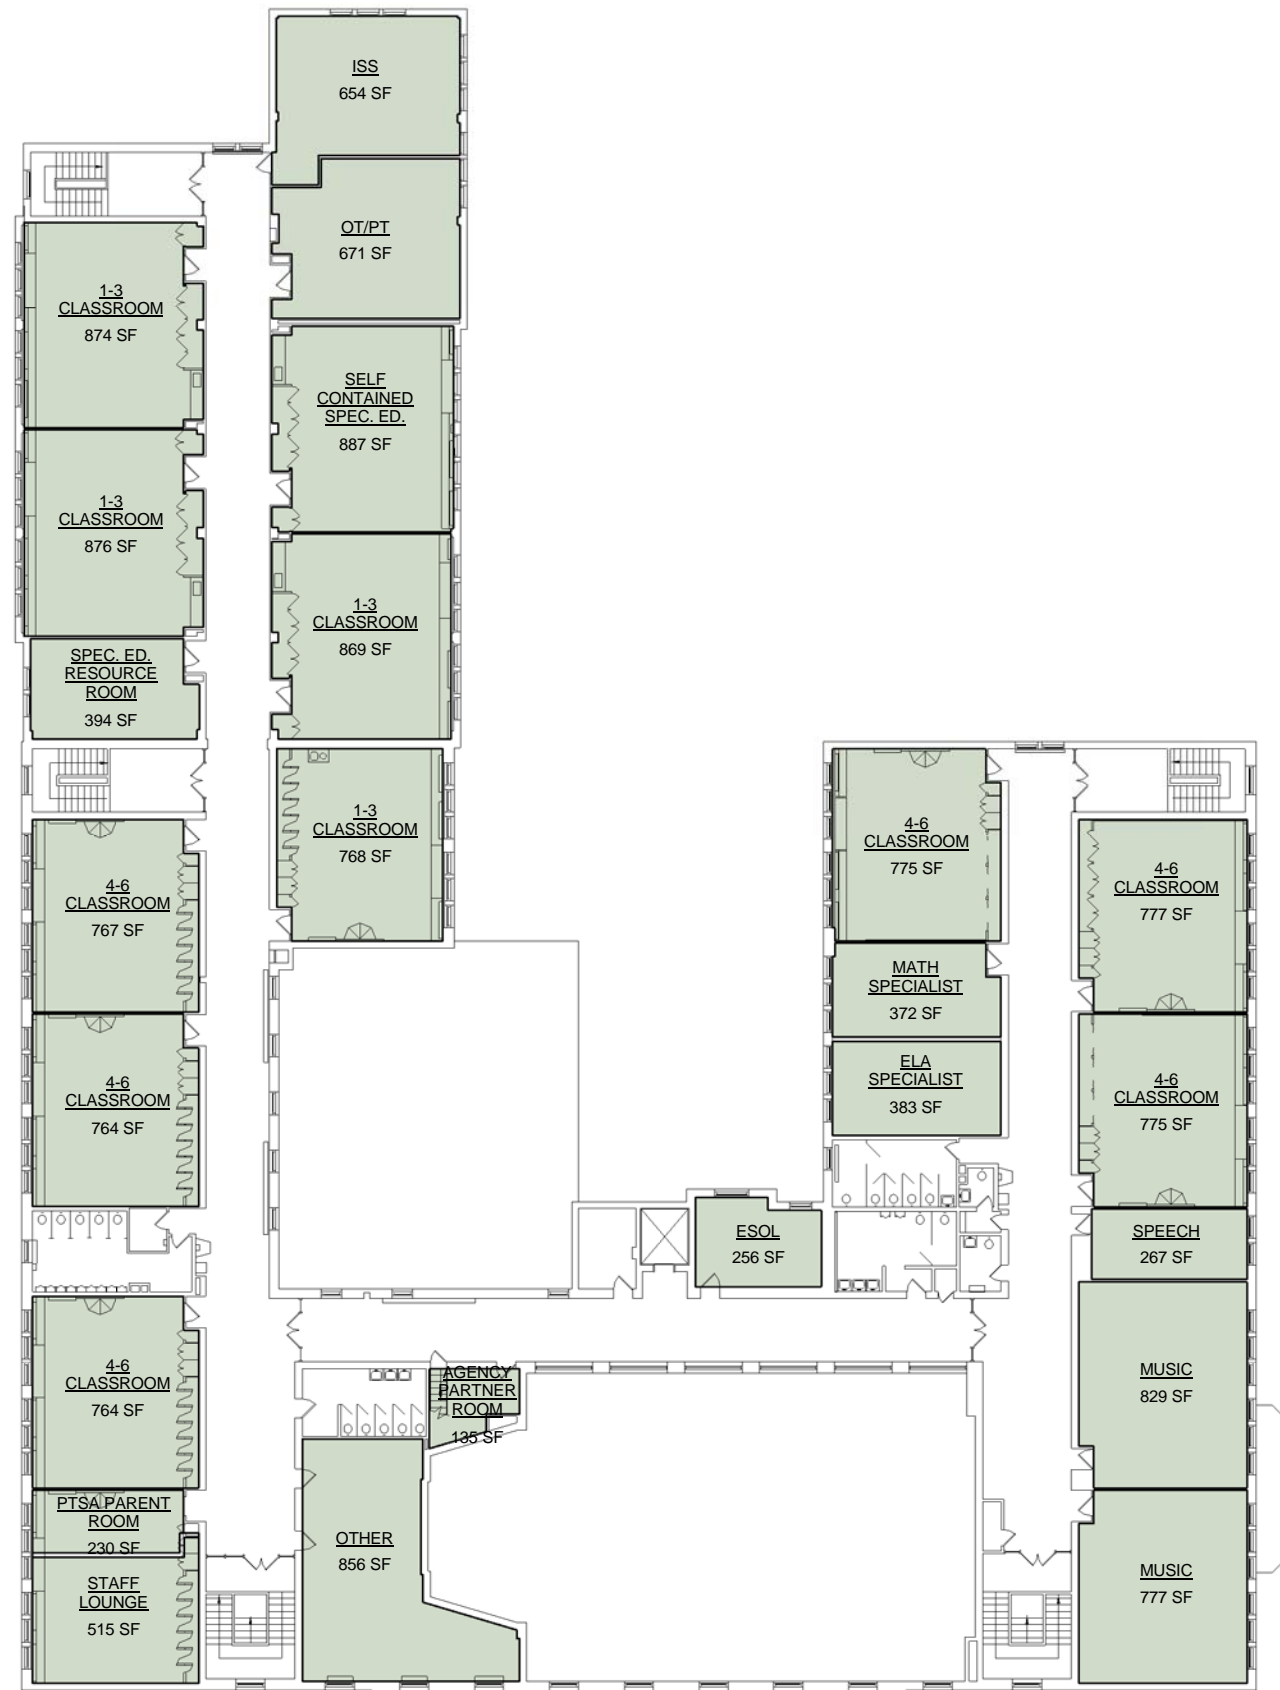 ISS
654 SF
OT/PT
671 SF
1-3
CLASSROOM
874 SF
SELF
CONTAINED
SPEC. ED.
887 SF
1-3
CLASSROOM
876 SF
1-3
CLASSROOM
869 SF
SPEC. ED.
RESOURCE
ROOM
394 SF
1-3
CLASSROOM
768 SF
4-6
CLASSROOM
775 SF
4-6
CLASSROOM
767 SF
4-6
CLASSROOM
777 SF
MATH
SPECIALIST
372 SF
4-6
CLASSROOM
764 SF
ELA
SPECIALIST
383 SF
4-6
CLASSROOM
775 SF
ESOL
256 SF
SPEECH
267 SF
4-6
CLASSROOM
764 SF
AGENCY
PARTNER
ROOM
135 SF
MUSIC
829 SF
PTSA PARENT
ROOM
230 SF
OTHER
856 SF
STAFF
LOUNGE
515 SF
MUSIC
777 SF